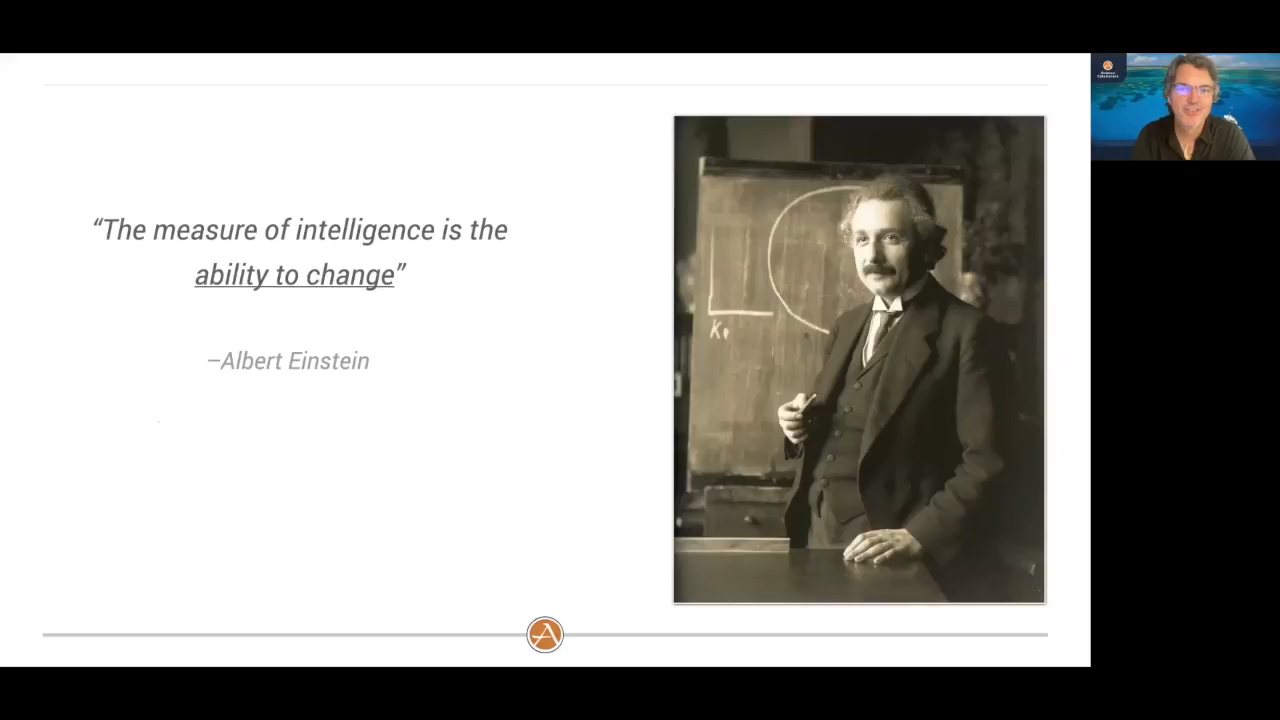 “The measure of intelligence is the
ability to change”
–Albert Einstein
K
A